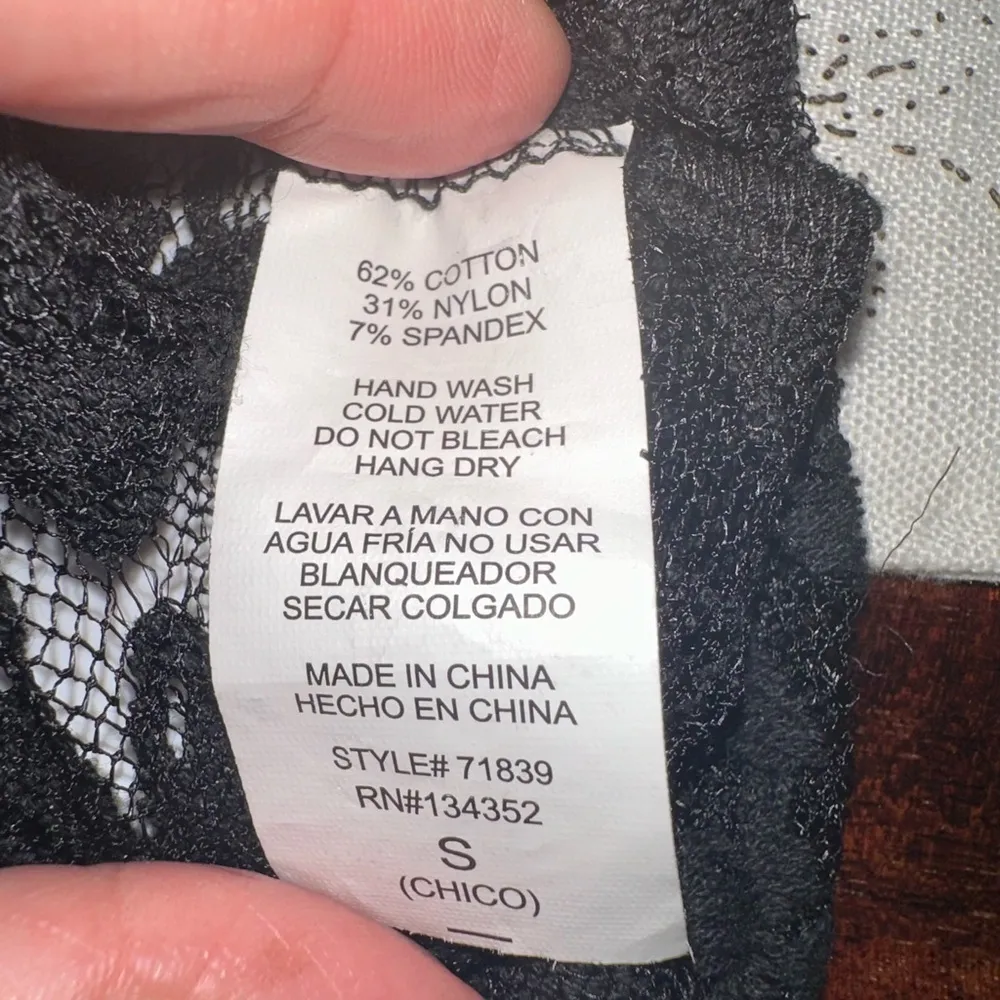 62% COTTON
31% NYLON
7% SPANDEX
HAND WASH
COLD WATER
DO NOT BLEACH
HANG DRY
LAVAR A MANO CON
AGUA FRÍA NO USAR
BLANQUEADOR
SECAR COLGADO
MADE IN CHINA
HECHO EN CHINA
STYLE# 71839
RN#134352
S
(CHICO)